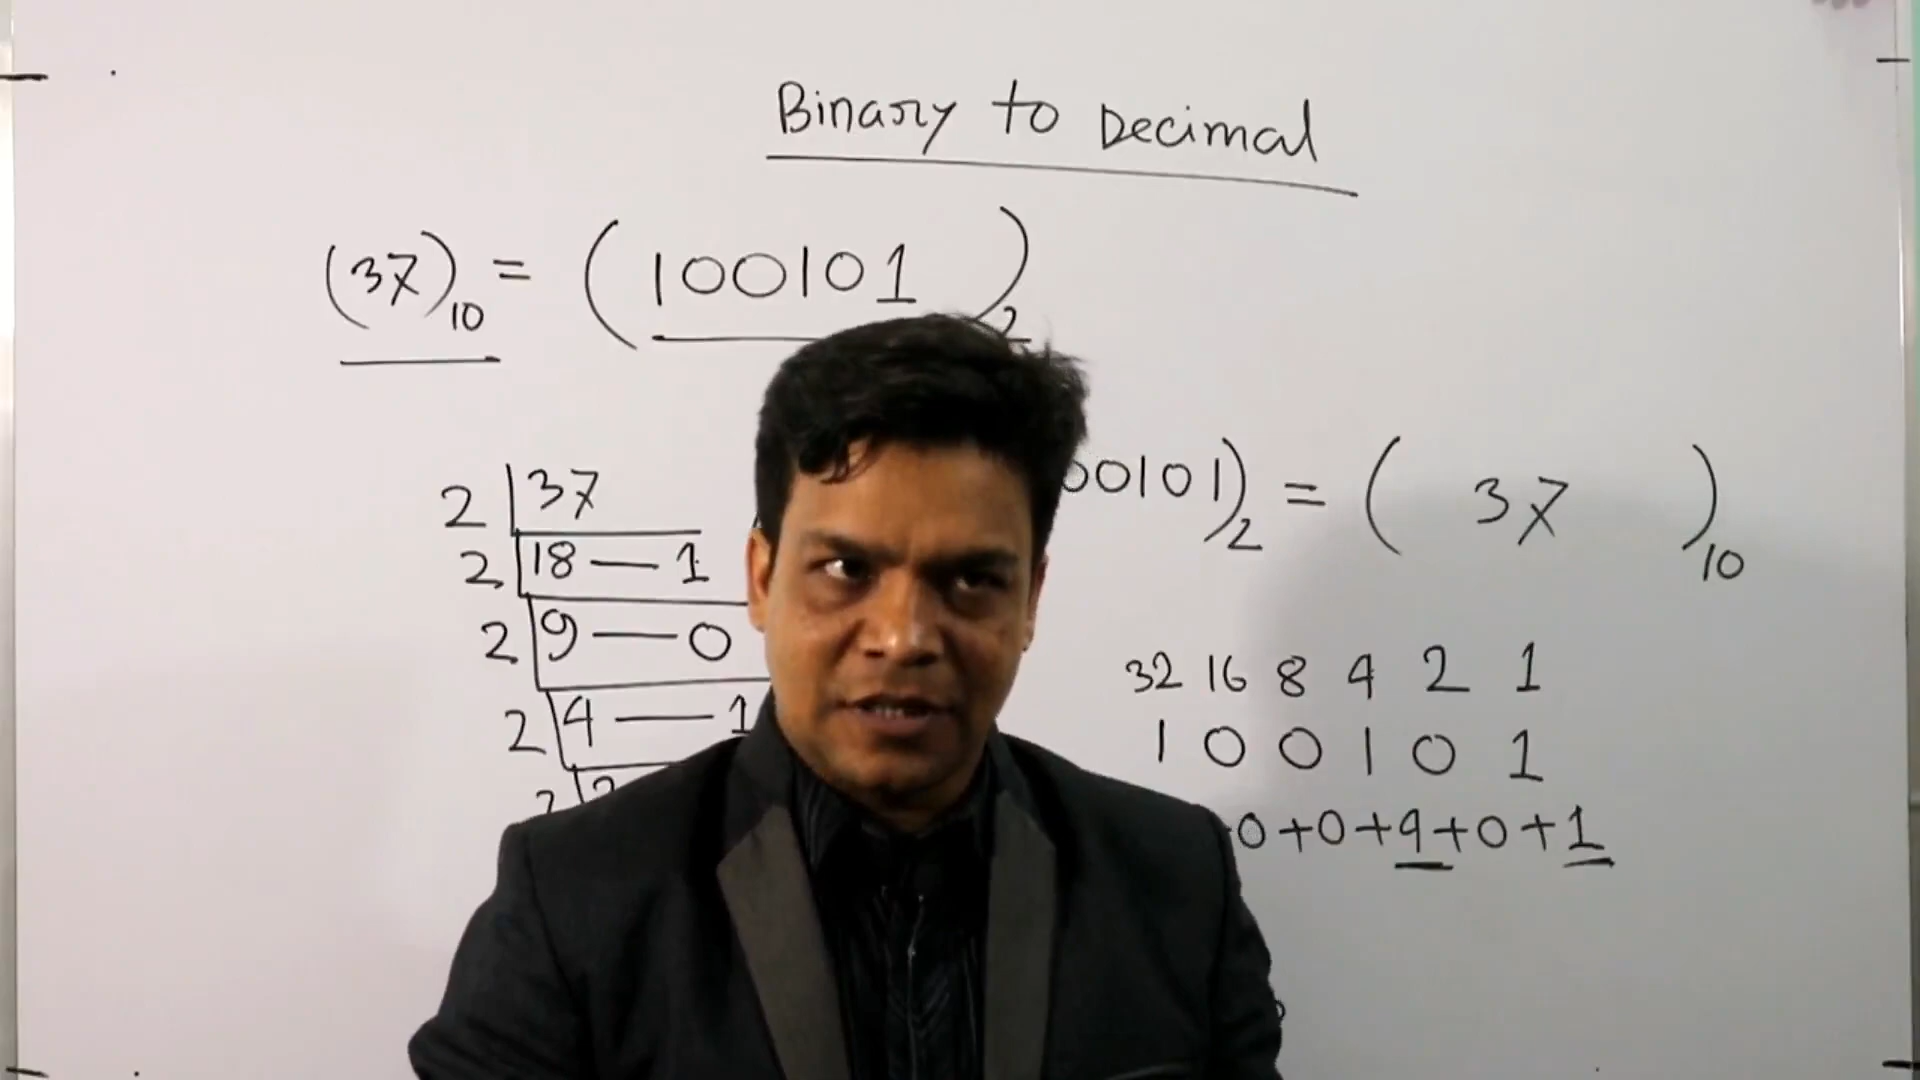 Binary to Decimal
(37)10 = (100101)2
2 37
2 18 — 1
2 9 — 0
2 4 — 1
2 2
00101)2 = ( 37 )10
32 16 8 4 2 1
1 0 0 1 0 1
0+0+4+0+1